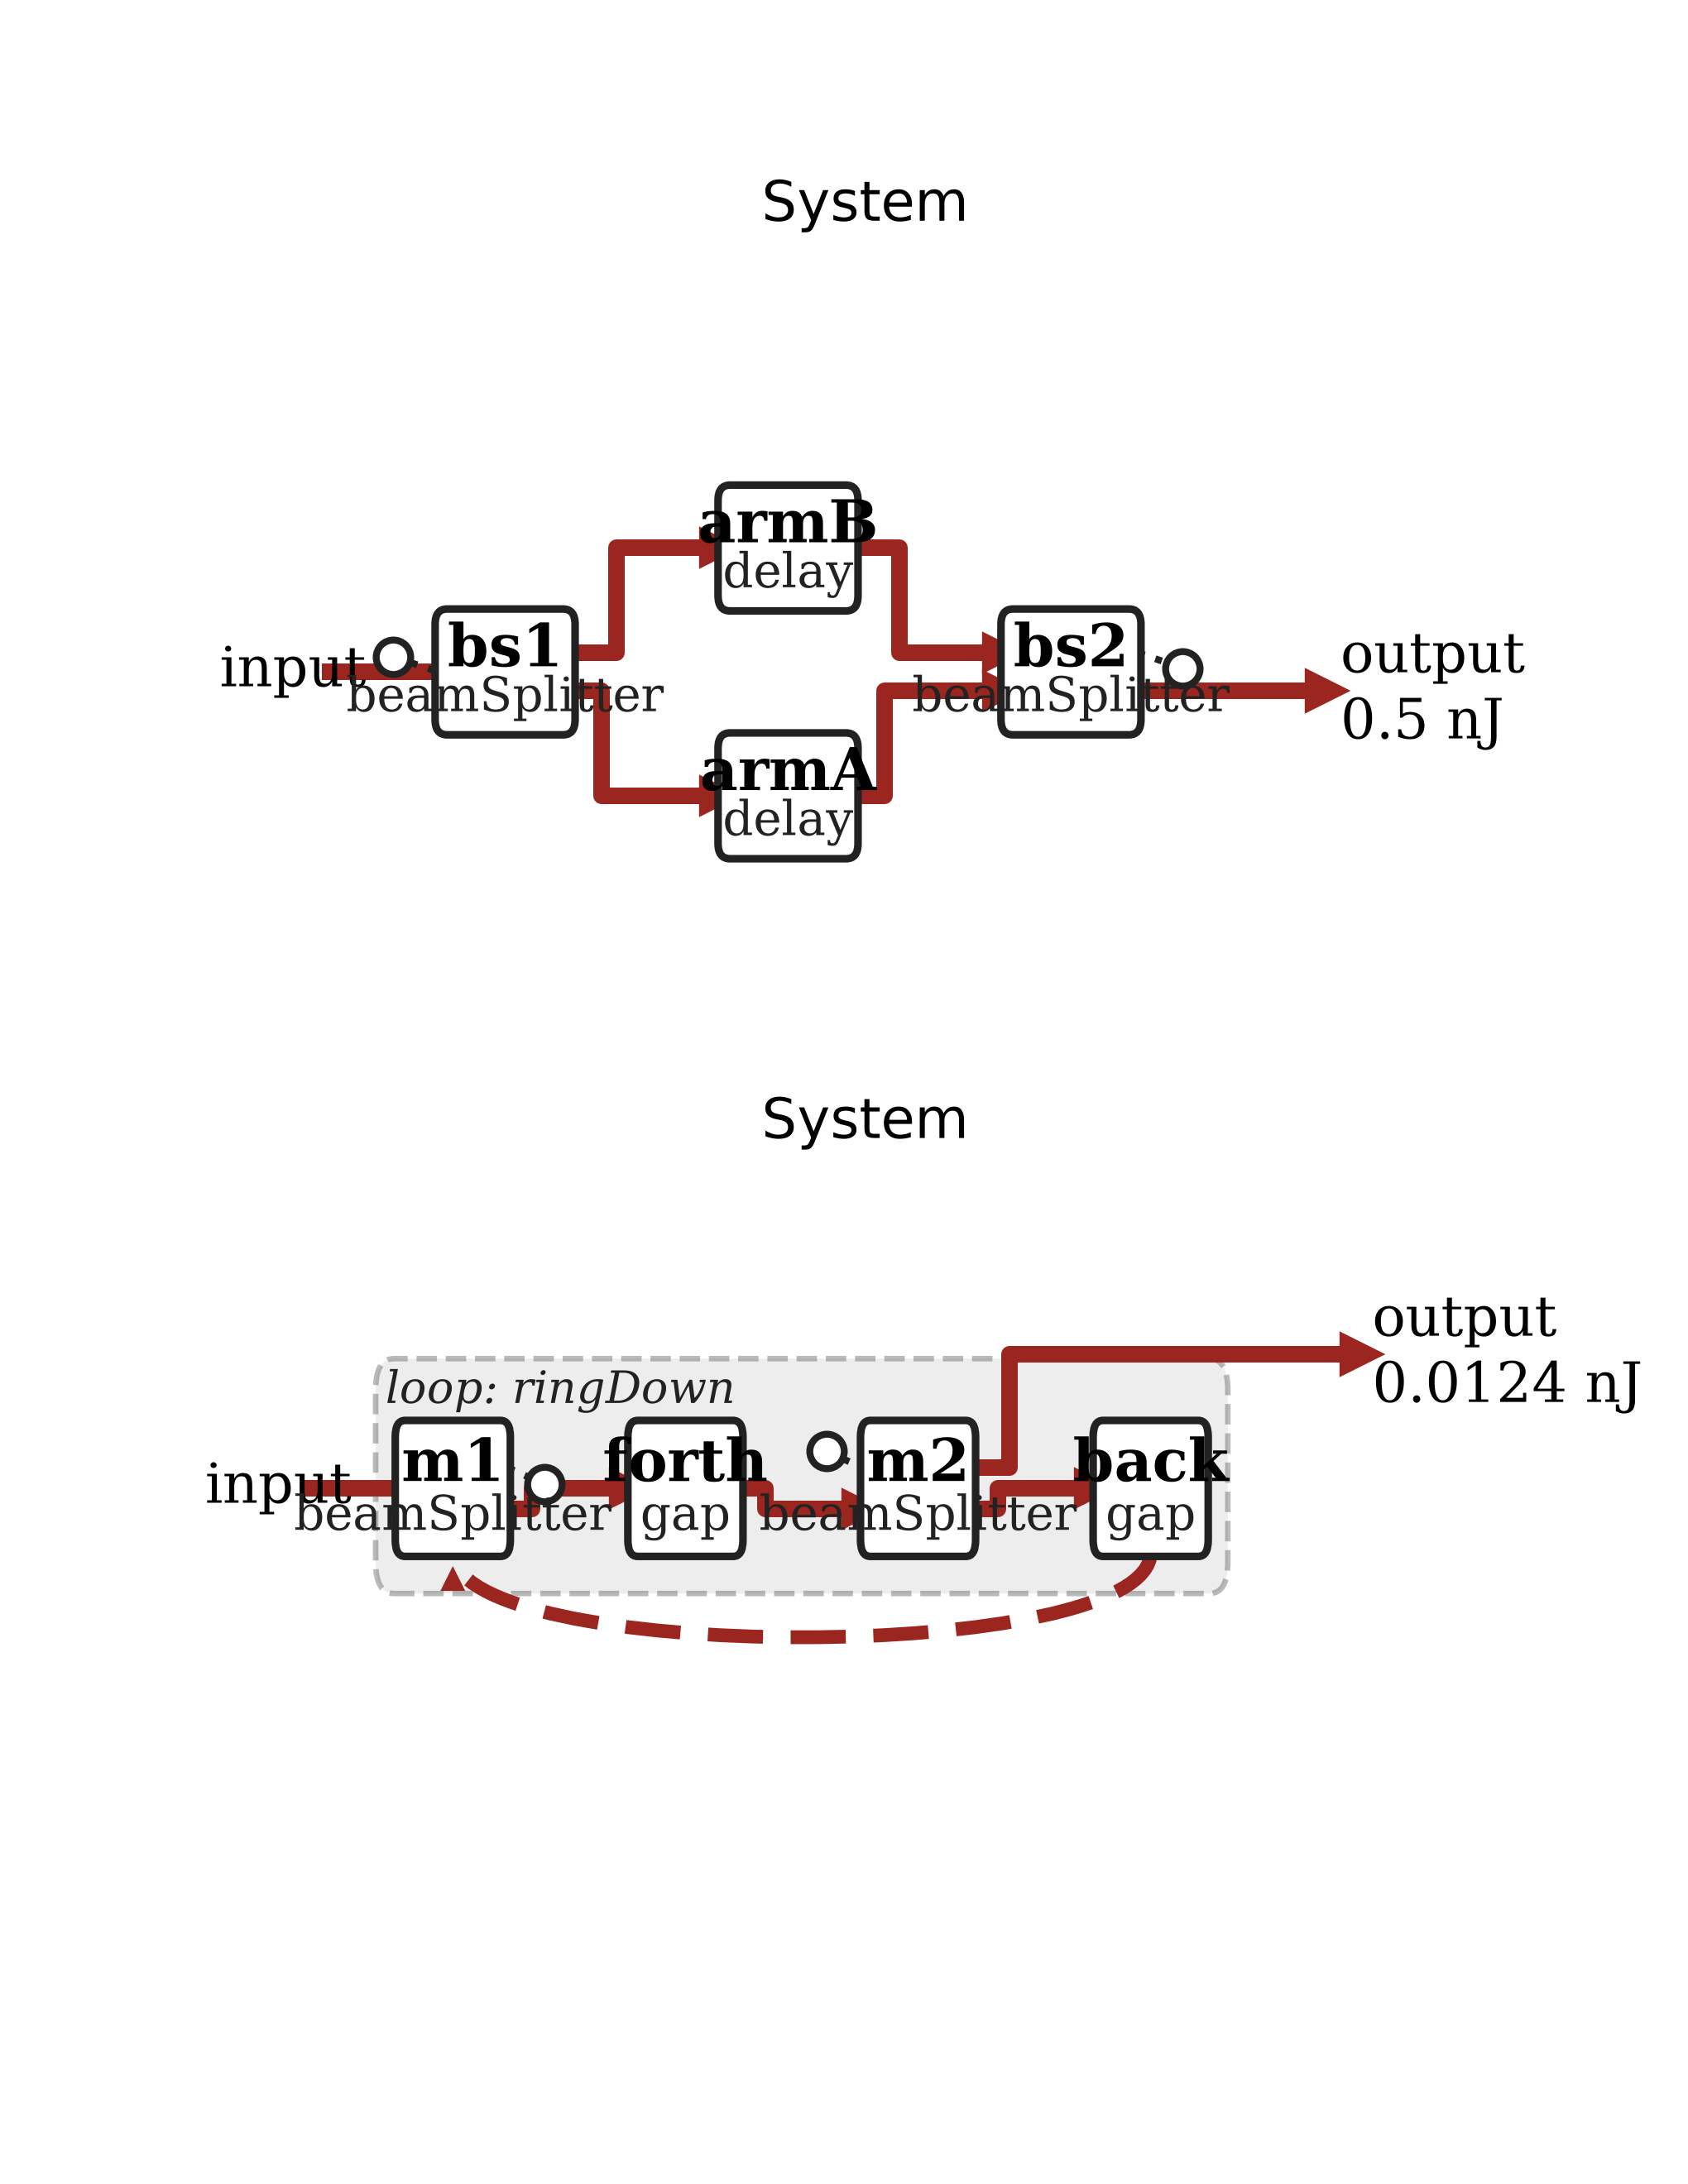 System
armB
delay
input
bs1
beamSplitter
bs2
beamSplitter
output
0.5 nJ
armA
delay
System
output
0.0124 nJ
loop: ringDown
input
m1
beamSplitter
forth
gap
m2
beamSplitter
back
gap